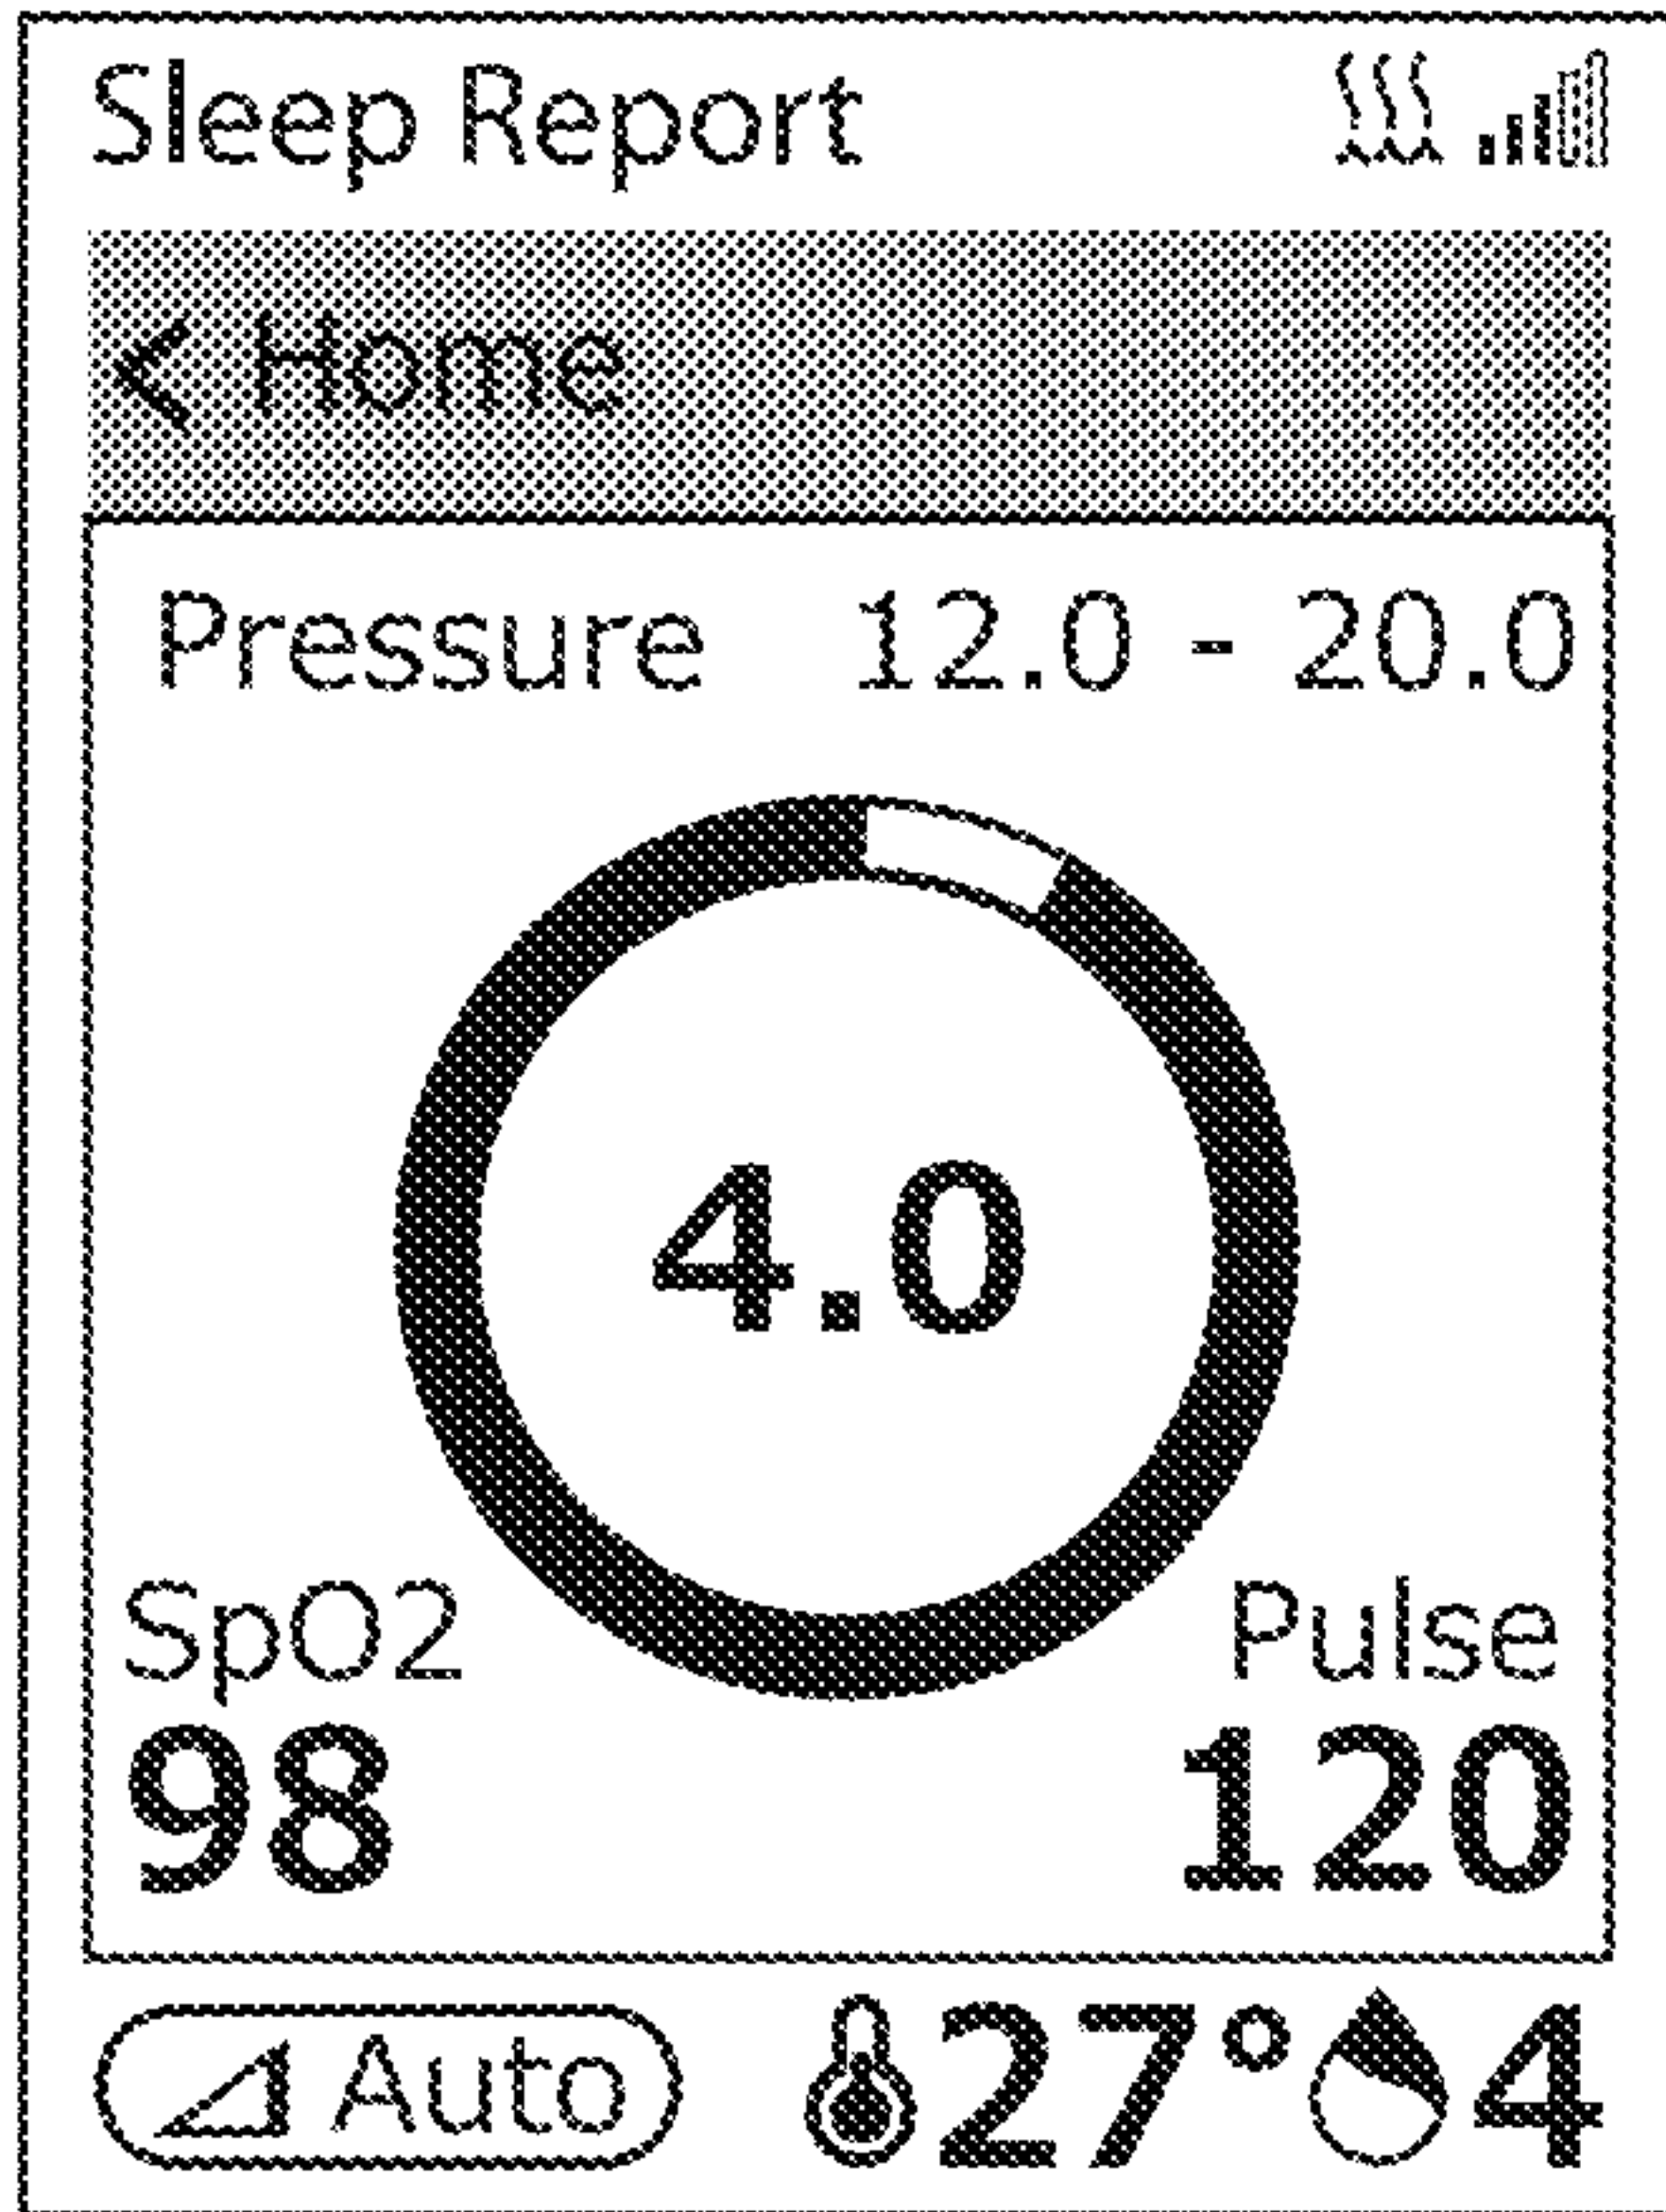 Sleep Report
< Home
Pressure 12.0 - 20.0
4.0
SpO2 Pulse
98 120
Auto 27° 4